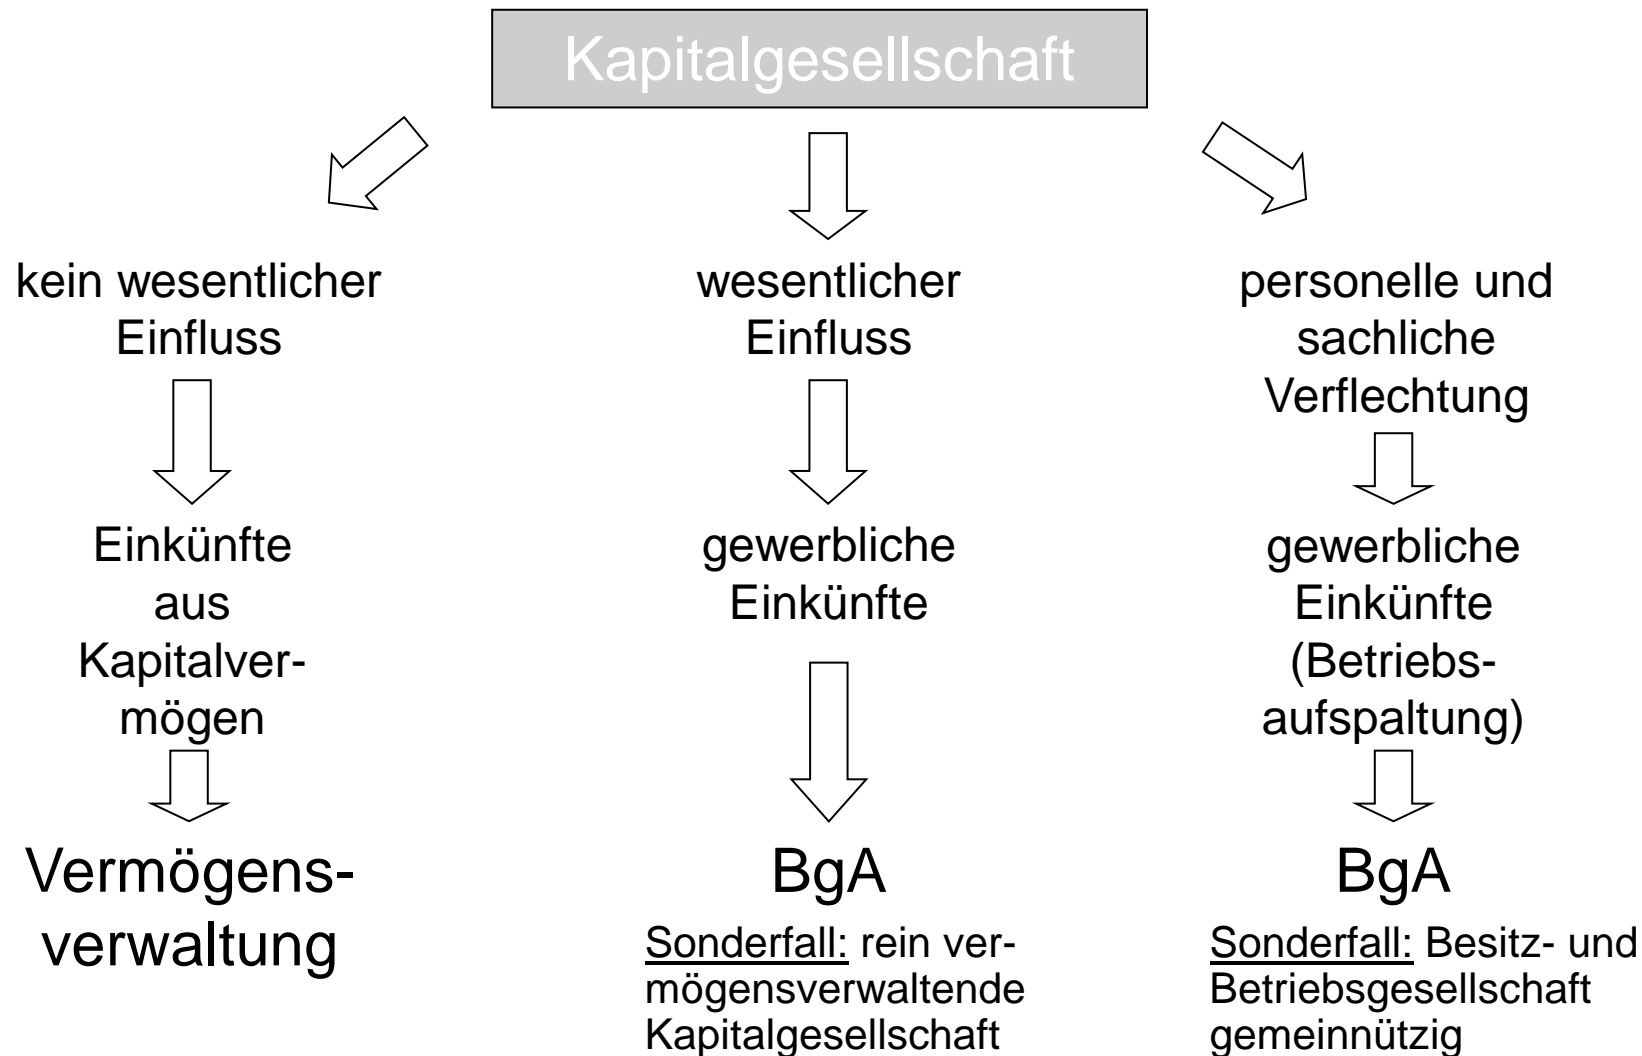 Kapitalgesellschaft
kein wesentlicher
Einfluss
Einkünfte
aus
Kapitalver-
mögen
Vermögens-
verwaltung
wesentlicher
Einfluss
gewerbliche
Einkünfte
BgA
Sonderfall: rein ver-
mögensverwaltende
Kapitalgesellschaft
personelle und
sachliche
Verflechtung
gewerbliche
Einkünfte
(Betriebs-
aufspaltung)
BgA
Sonderfall: Besitz- und
Betriebsgesellschaft
gemeinnützig